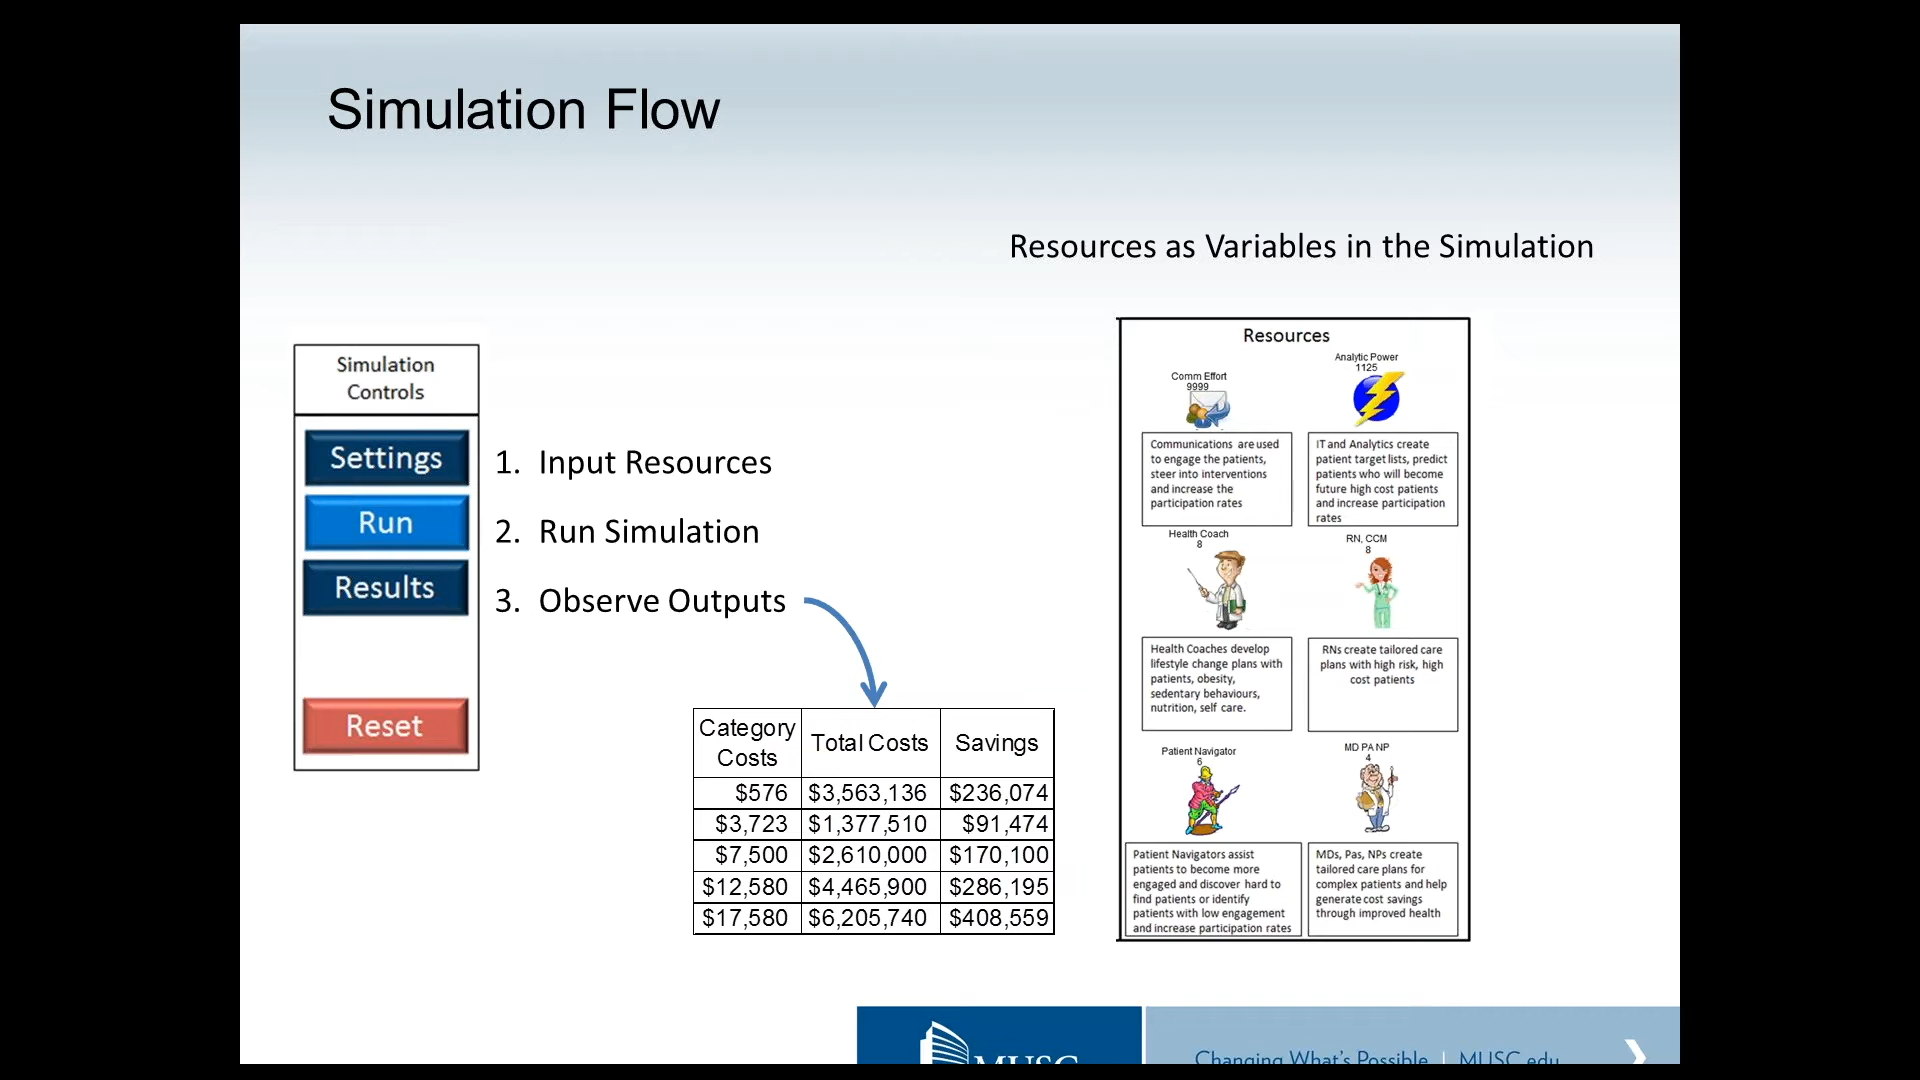 Simulation Flow
Resources as Variables in the Simulation
Simulation
Controls
Settings
Run
Results
Reset
1. Input Resources
2. Run Simulation
3. Observe Outputs
Category Costs Total Costs Savings
$576 $3,563,136 $236,074
$3,723 $1,377,510 $91,474
$7,500 $2,610,000 $170,100
$12,580 $4,465,900 $286,195
$17,580 $6,205,740 $408,559
Resources
Comm Effort
9999
Analytic Power
1125
Communications are used
to engage the patients,
steer into interventions
and increase the
participation rates
IT and Analytics create
patient target lists, predict
patients who will become
future high cost patients
and increase participation
rates
Health Coach
8
RN, CCM
8
Health Coaches develop
lifestyle change plans with
patients, obesity,
sedentary behaviours,
nutrition, self care.
RNs create tailored care
plans with high risk, high
cost patients
Patient Navigator
6
MD PA NP
4
Patient Navigators assist
patients to become more
engaged and discover hard to
find patients or identify
patients with low engagement
and increase participation rates
MDs, Pas, NPs create
tailored care plans for
complex patients and help
generate cost savings
through improved health
MUSC
Changing What's Possible | MUSC.edu